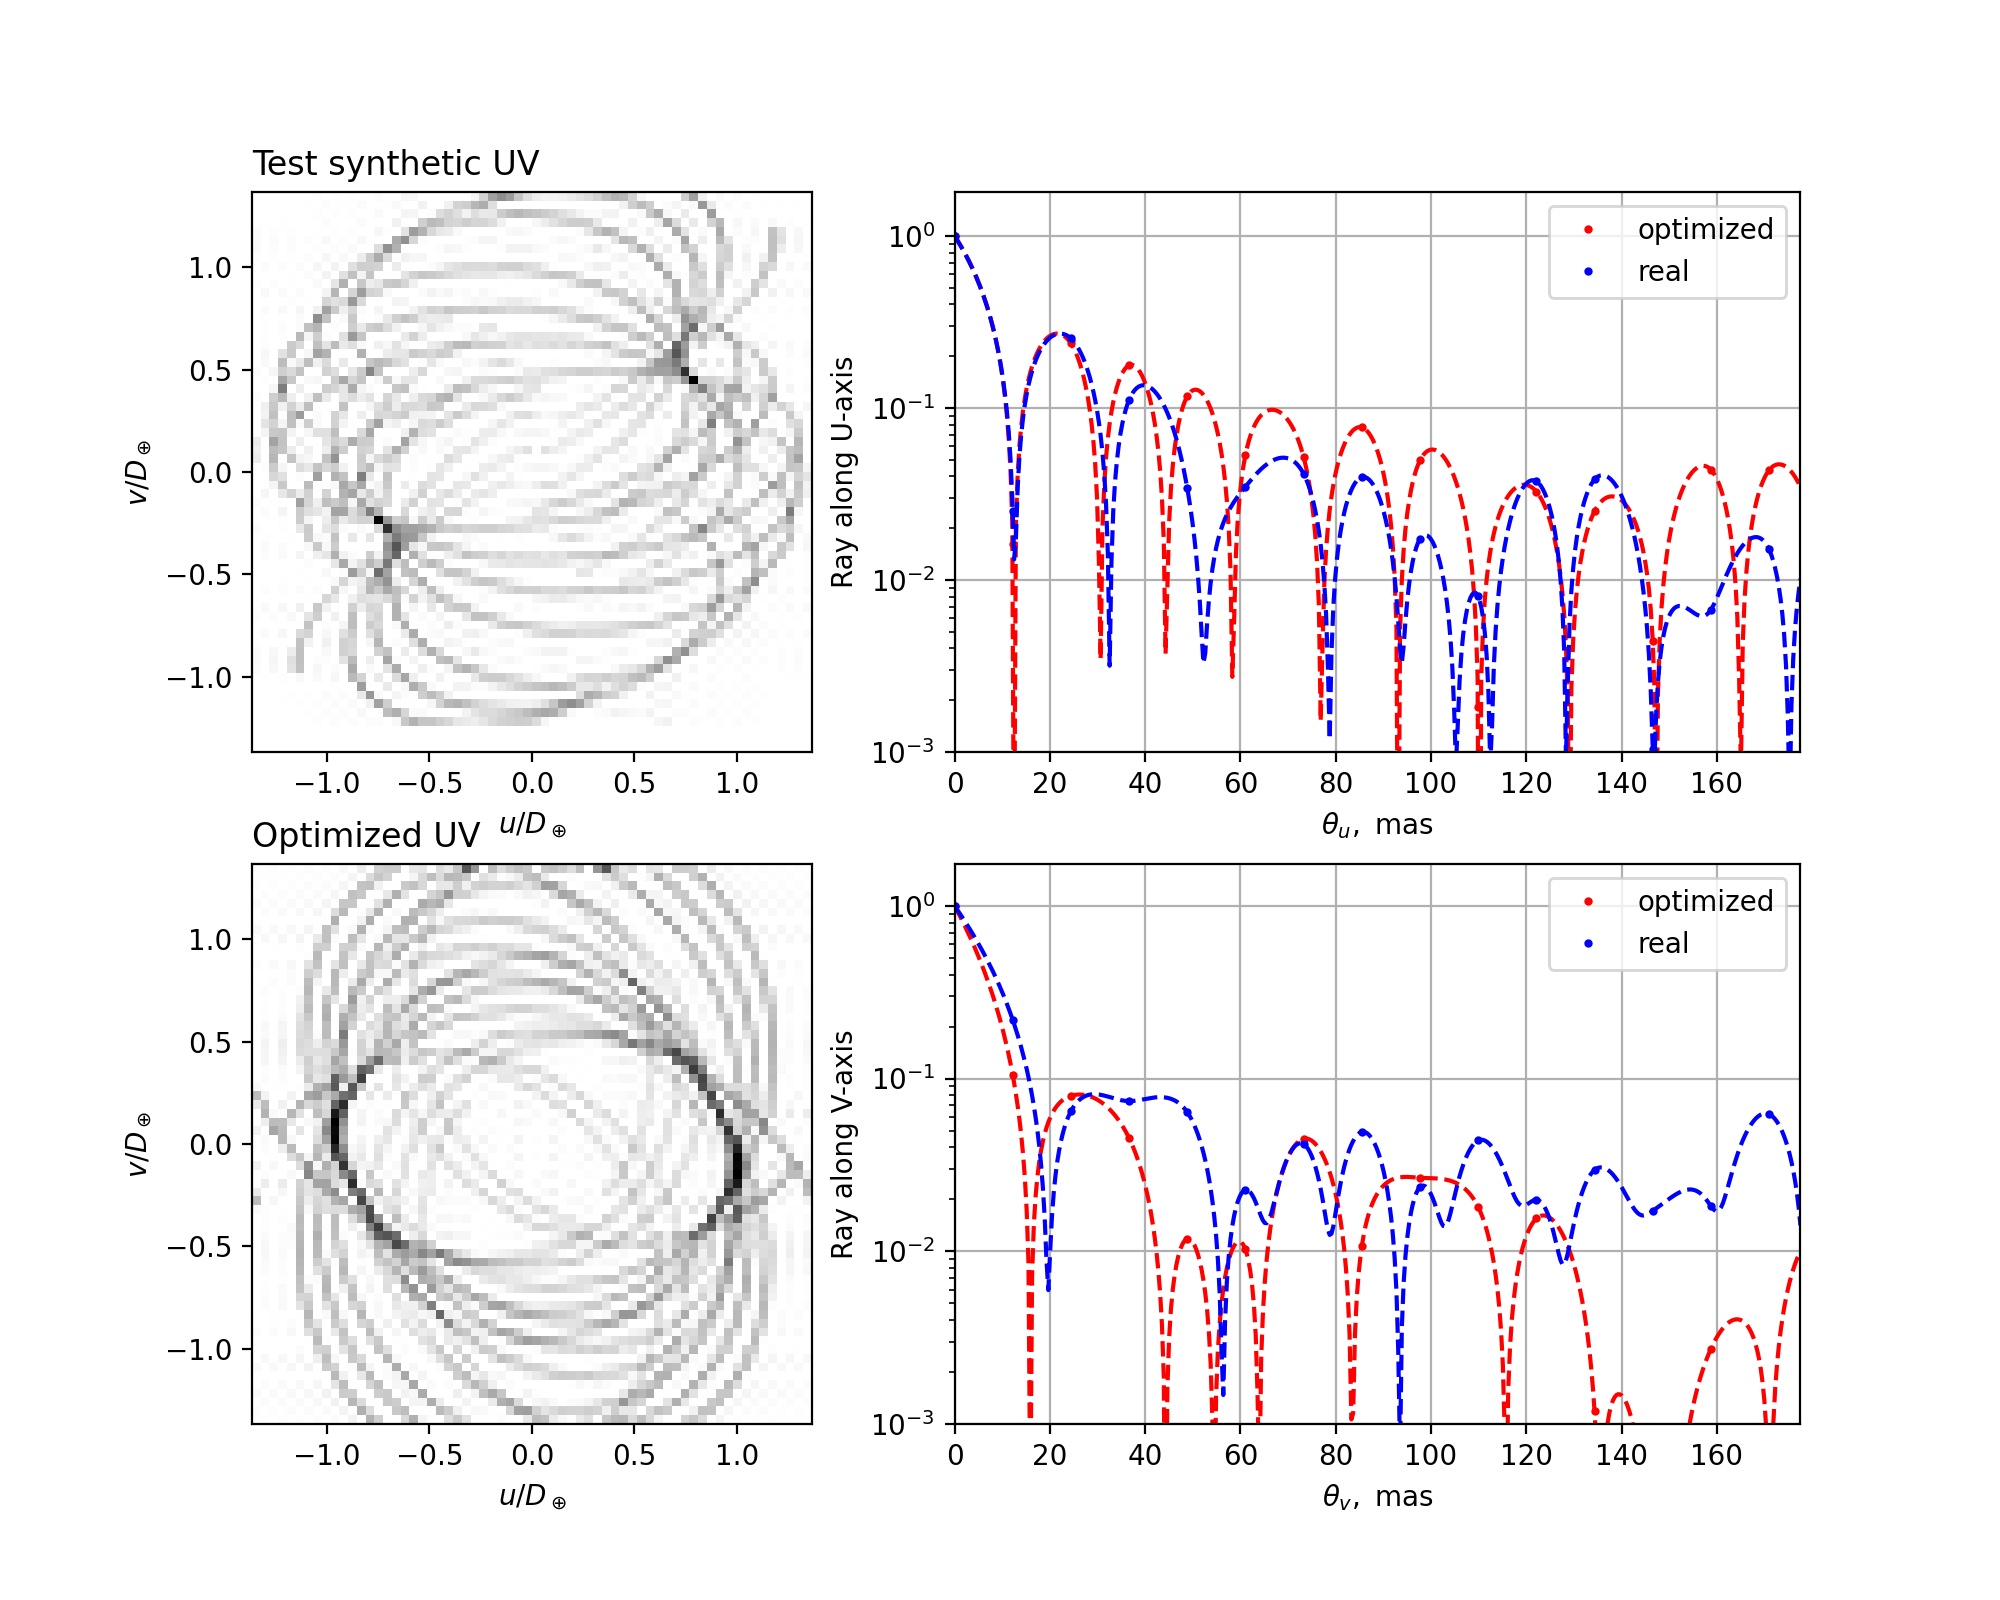 Test synthetic UV
v/D⊕
1.0
0.5
0.0
−0.5
−1.0
−1.0 −0.5 0.0 0.5 1.0
u/D⊕
Ray along U-axis
10⁰
10⁻¹
10⁻²
10⁻³
optimized
real
0 20 40 60 80 100 120 140 160
θᵤ, mas
Optimized UV
v/D⊕
1.0
0.5
0.0
−0.5
−1.0
−1.0 −0.5 0.0 0.5 1.0
u/D⊕
Ray along V-axis
10⁰
10⁻¹
10⁻²
10⁻³
optimized
real
0 20 40 60 80 100 120 140 160
θᵥ, mas